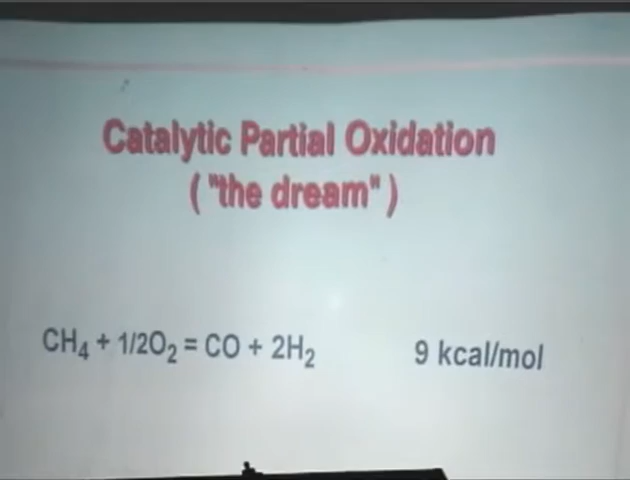 Catalytic Partial Oxidation
( "the dream" )
CH₄ + 1/2O₂ = CO + 2H₂ 9 kcal/mol